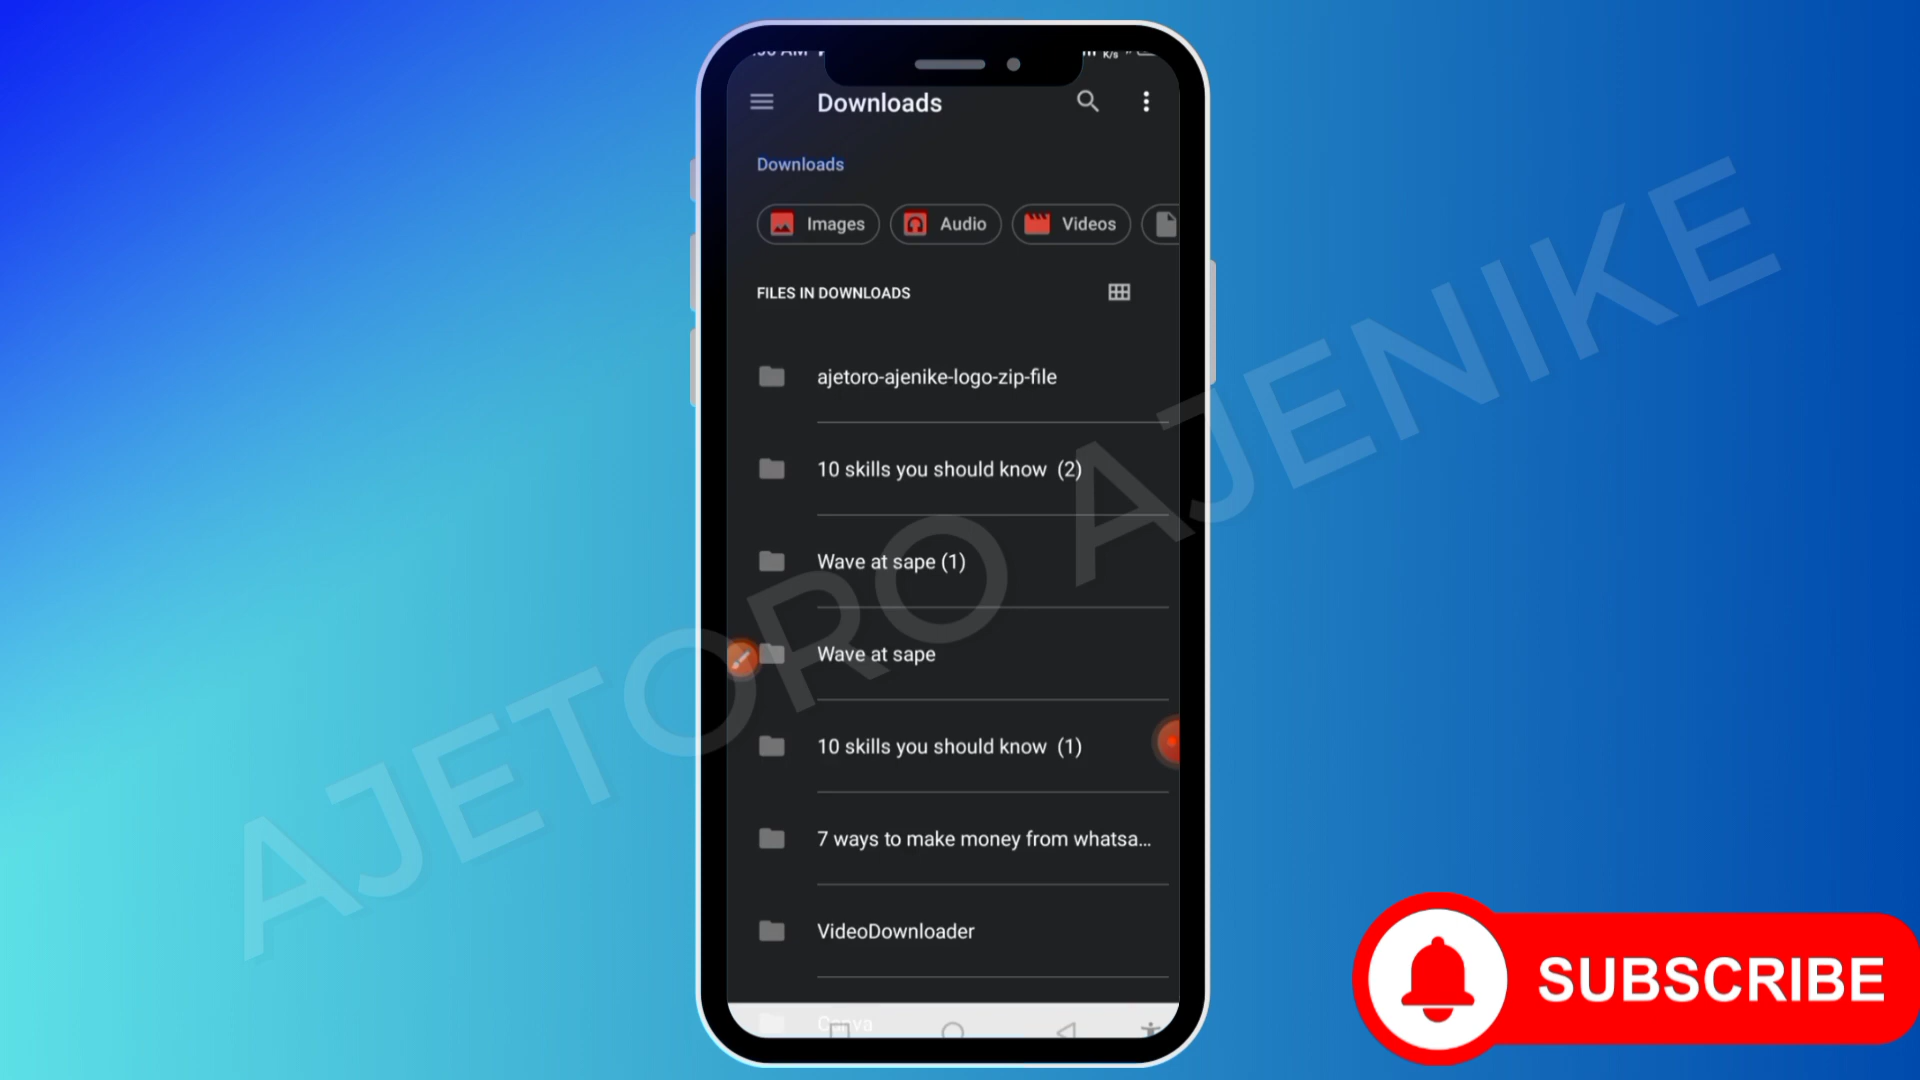 K/s
Downloads
Downloads
Images
Audio
Videos
FILES IN DOWNLOADS
ajetoro-ajenike-logo-zip-file
10 skills you should know (2)
Wave at sape (1)
Wave at sape
10 skills you should know (1)
7 ways to make money from whatsa...
VideoDownloader
Canva
AJETORO AJENIKE
SUBSCRIBE